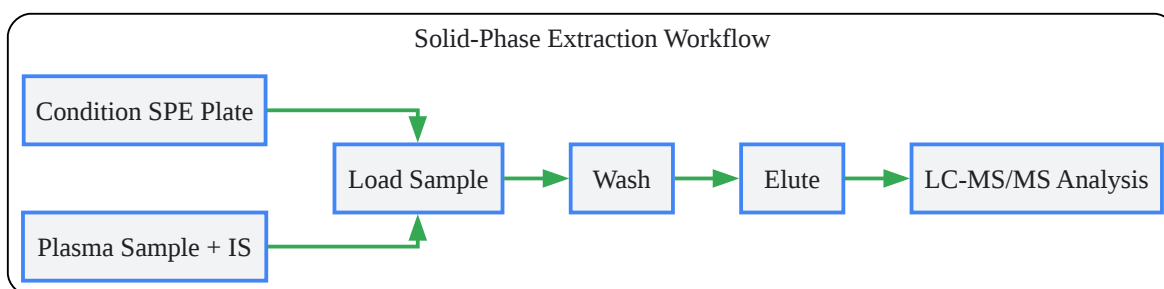 Solid-Phase Extraction Workflow
Condition SPE Plate
Load Sample
Wash
Elute
LC-MS/MS Analysis
Plasma Sample + IS